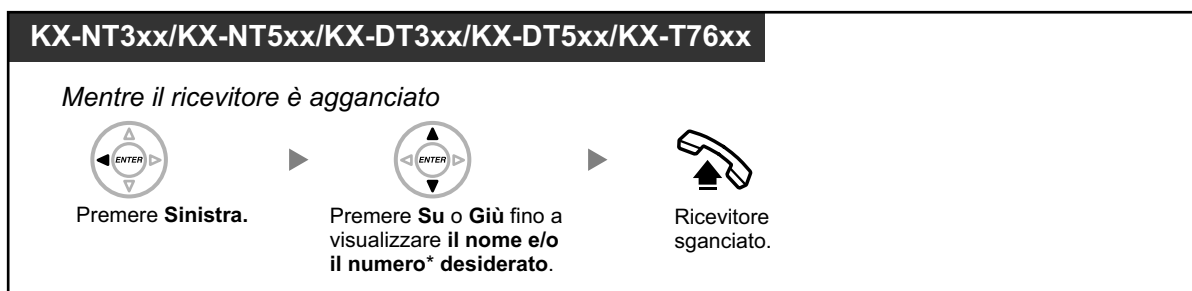 KX-NT3xx/KX-NT5xx/KX-DT3xx/KX-DT5xx/KX-T76xx
Mentre il ricevitore è agganciato
ENTER
Premere Sinistra.
ENTER
Premere Su o Giù fino a
visualizzare il nome e/o
il numero* desiderato.
Ricevitore
sganciato.